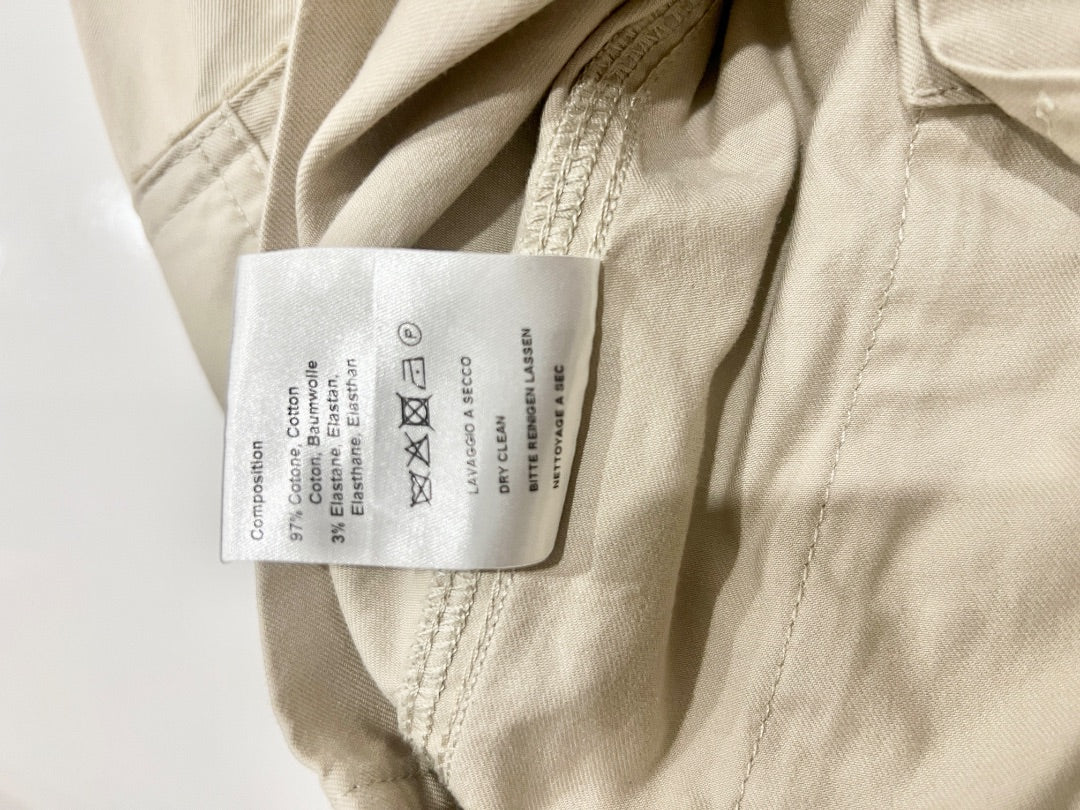 Composition
97% Cotone, Cotton
Coton, Baumwolle
3% Elastane, Elastan,
Elasthane, Elasthan
P
LAVAGGIO A SECCO
DRY CLEAN
BITTE REINIGEN LASSEN
NETTOYAGE A SEC